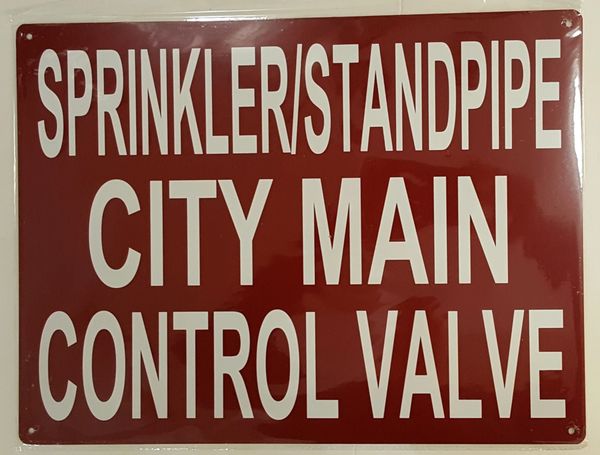 SPRINKLER/STANDPIPE
CITY MAIN
CONTROL VALVE